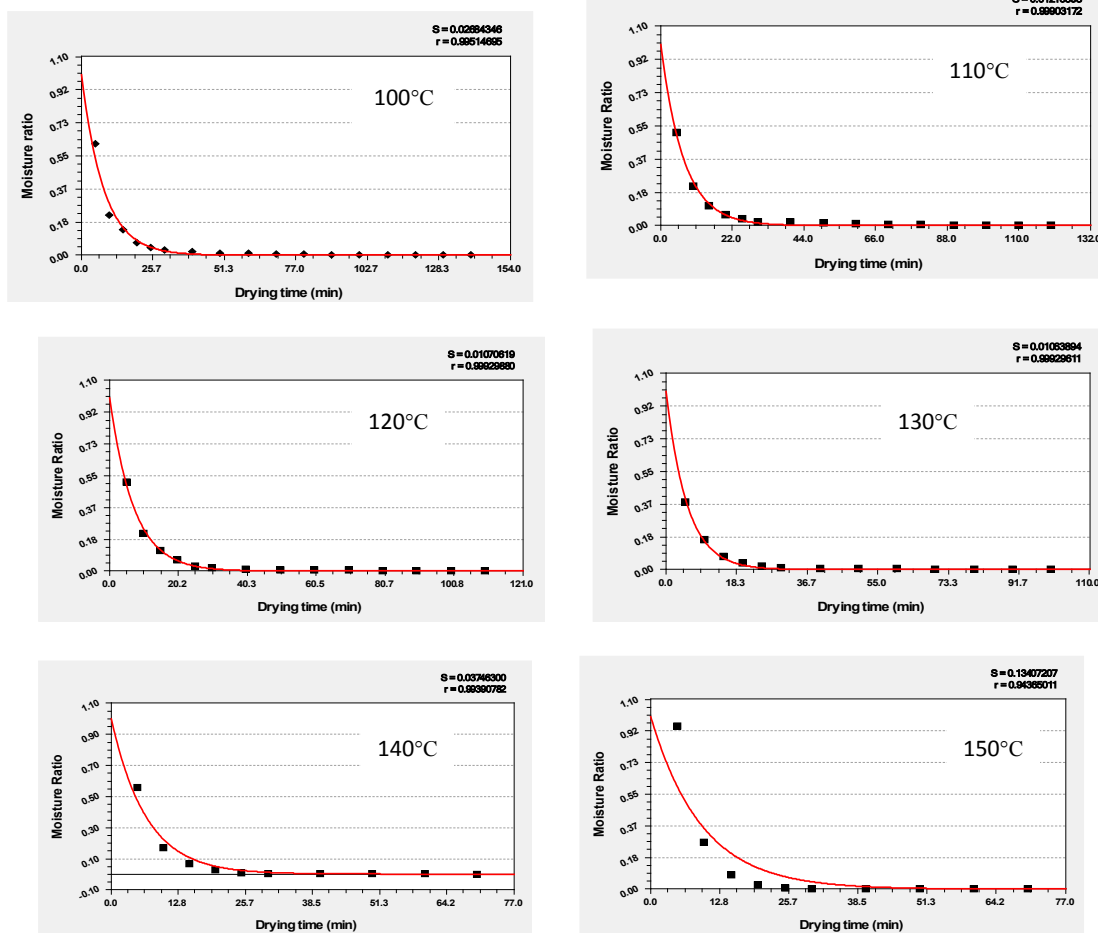 S = 0.02684346
r = 0.99514695
1.10
0.92
0.73
0.55
0.37
0.18
0.00
Moisture ratio
100°C
0.0
25.7
51.3
77.0
102.7
128.3
154.0
Drying time (min)
r = 0.99903172
1.10
0.92
0.73
0.55
0.37
0.18
0.00
Moisture Ratio
110°C
0.0
22.0
44.0
66.0
88.0
110.0
132.0
Drying time (min)
S = 0.01070619
r = 0.99929680
1.10
0.92
0.73
0.55
0.37
0.18
0.00
Moisture Ratio
120°C
0.0
20.2
40.3
60.5
80.7
100.8
121.0
Drying time (min)
S = 0.01063894
r = 0.99929611
1.10
0.92
0.73
0.55
0.37
0.18
0.00
Moisture Ratio
130°C
0.0
18.3
36.7
55.0
73.3
91.7
110.0
Drying time (min)
S = 0.03746300
r = 0.99390782
1.10
0.90
0.70
0.50
0.30
0.10
-0.10
Moisture Ratio
140°C
0.0
12.8
25.7
38.5
51.3
64.2
77.0
Drying time (min)
S = 0.13407207
r = 0.94365011
1.10
0.92
0.73
0.55
0.37
0.18
0.00
Moisture Ratio
150°C
0.0
12.8
25.7
38.5
51.3
64.2
77.0
Drying time (min)